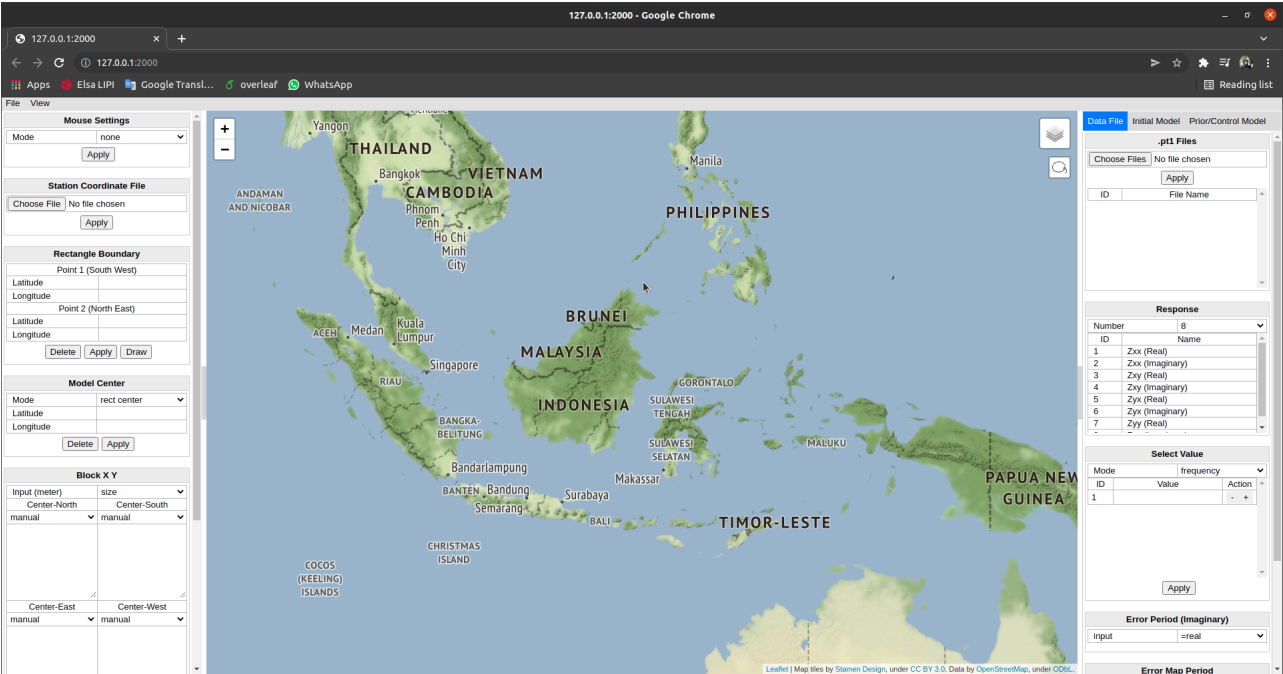 127.0.0.1:2000 - Google Chrome
127.0.0.1:2000
127.0.0.1:2000
Apps Elsa LIPI Google Transl... overleaf WhatsApp Reading list
File View
Mouse Settings
Mode none
Apply
Station Coordinate File
Choose File No file chosen
Apply
Rectangle Boundary
Point 1 (South West)
Latitude
Longitude
Point 2 (North East)
Latitude
Longitude
Delete Apply Draw
Model Center
Mode rect center
Latitude
Longitude
Delete Apply
Block X Y
Input (meter) size
Center-North Center-South
manual manual
Center-East Center-West
manual manual
+
−
Yangon
THAILAND
Bangkok
VIETNAM
CAMBODIA
Phnom
Penh
Ho Chi
Minh
City
ANDAMAN
AND NICOBAR
Manila
PHILIPPINES
BRUNEI
ACEH Medan
Kuala
Lumpur
MALAYSIA
Singapore
RIAU
GORONTALO
INDONESIA
SULAWESI
TENGAH
BANGKA-
BELITUNG
SULAWESI
SELATAN
MALUKU
Bandarlampung
Makassar
PAPUA NEW
GUINEA
BANTEN Bandung
Surabaya
Semarang
BALI
TIMOR-LESTE
CHRISTMAS
ISLAND
COCOS
(KEELING)
ISLANDS
Leaflet | Map tiles by Stamen Design, under CC BY 3.0. Data by OpenStreetMap, under ODbL.
Data File Initial Model Prior/Control Model
.pt1 Files
Choose Files No file chosen
Apply
ID File Name
Response
Number 8
ID Name
1 Zxx (Real)
2 Zxx (Imaginary)
3 Zxy (Real)
4 Zxy (Imaginary)
5 Zyx (Real)
6 Zyx (Imaginary)
7 Zyy (Real)
Select Value
Mode frequency
ID Value Action
1 - +
Apply
Error Period (Imaginary)
input =real
Error Map Period